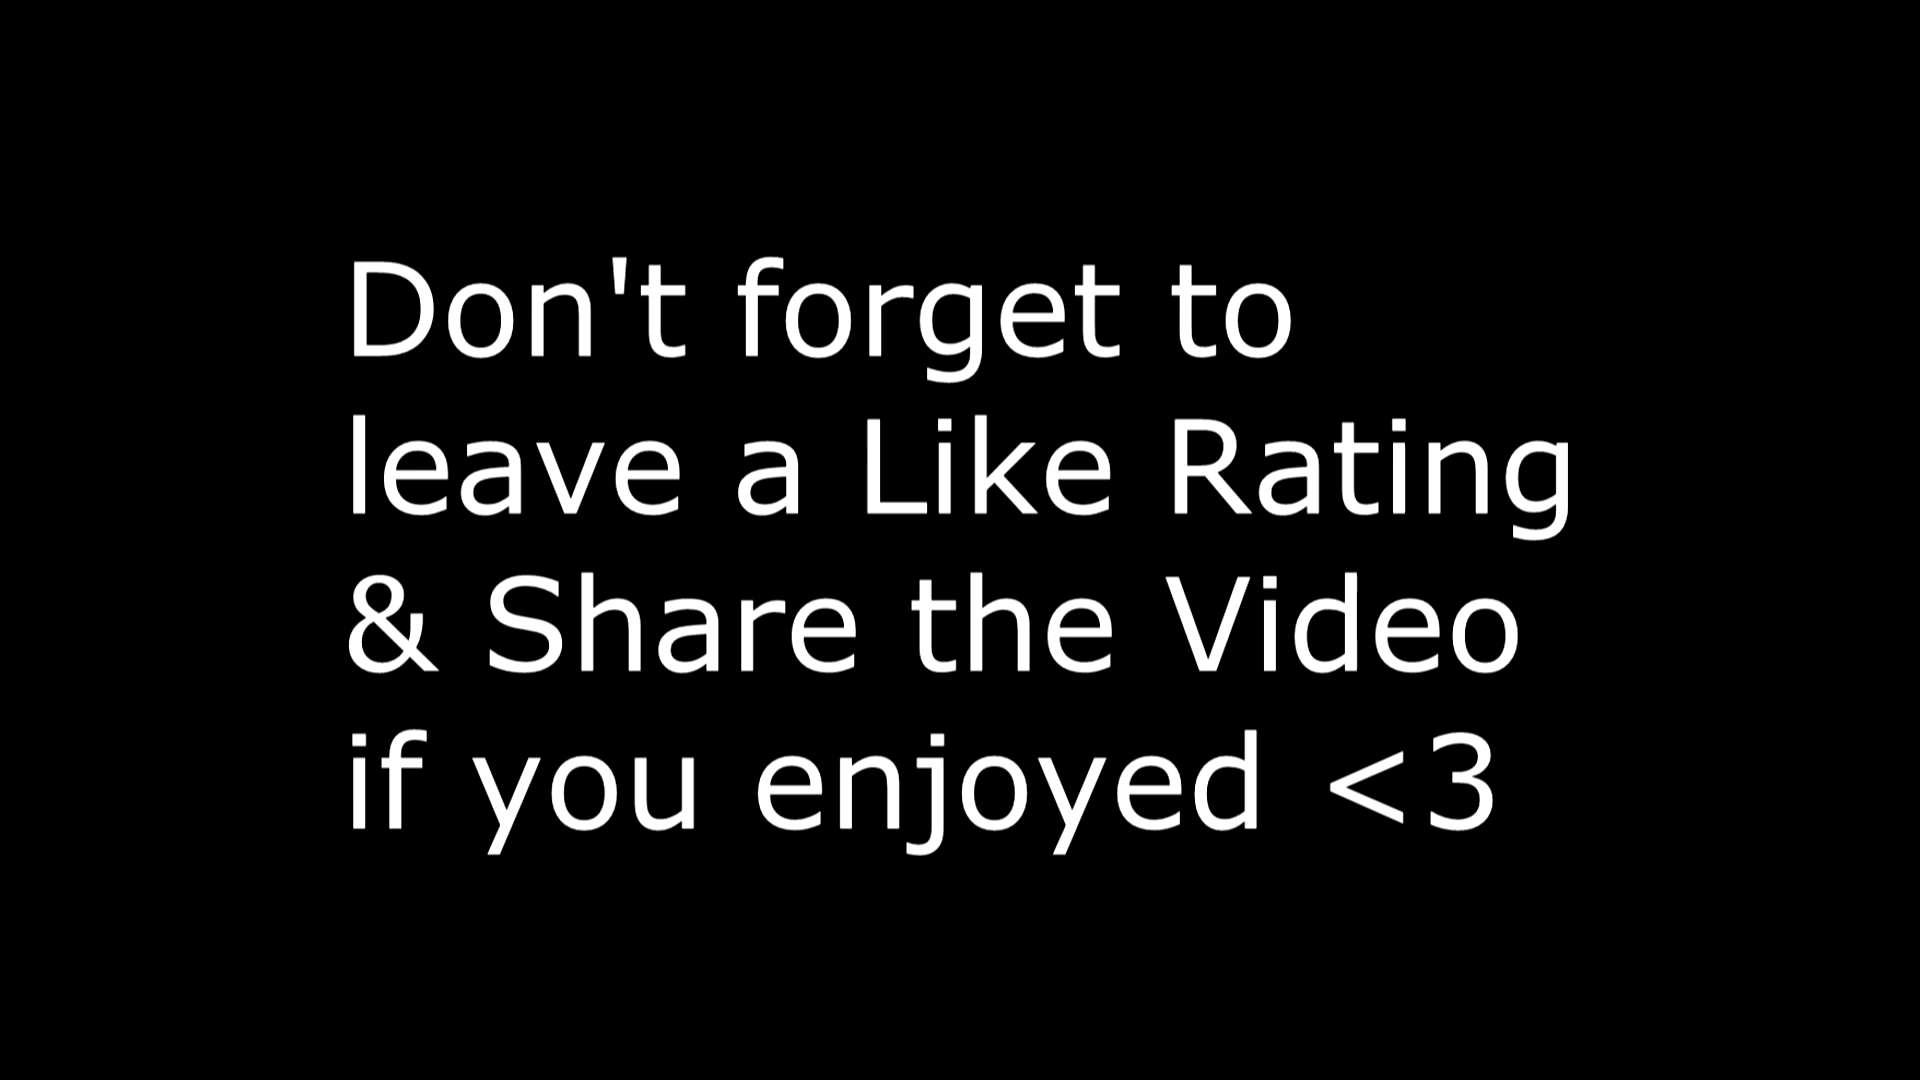 Don't forget to
leave a Like Rating
& Share the Video
if you enjoyed <3